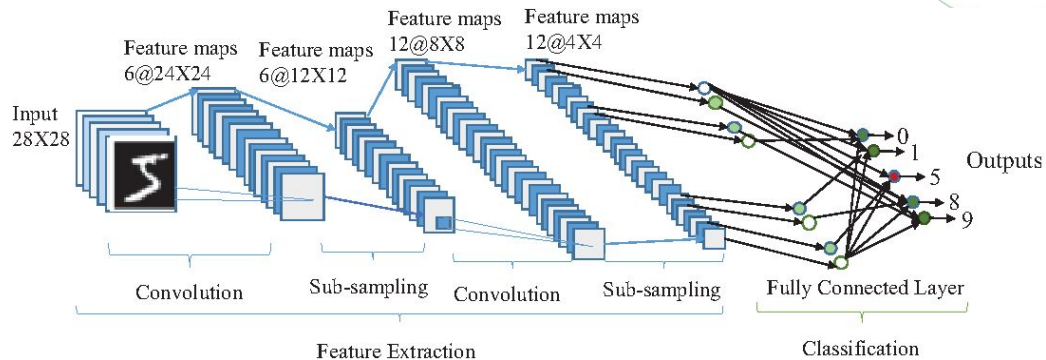 Input
28X28
Feature maps
6@24X24
Feature maps
6@12X12
Feature maps
12@8X8
Feature maps
12@4X4
0
1
5
8
9
Outputs
Convolution
Sub-sampling
Convolution
Sub-sampling
Fully Connected Layer
Feature Extraction
Classification